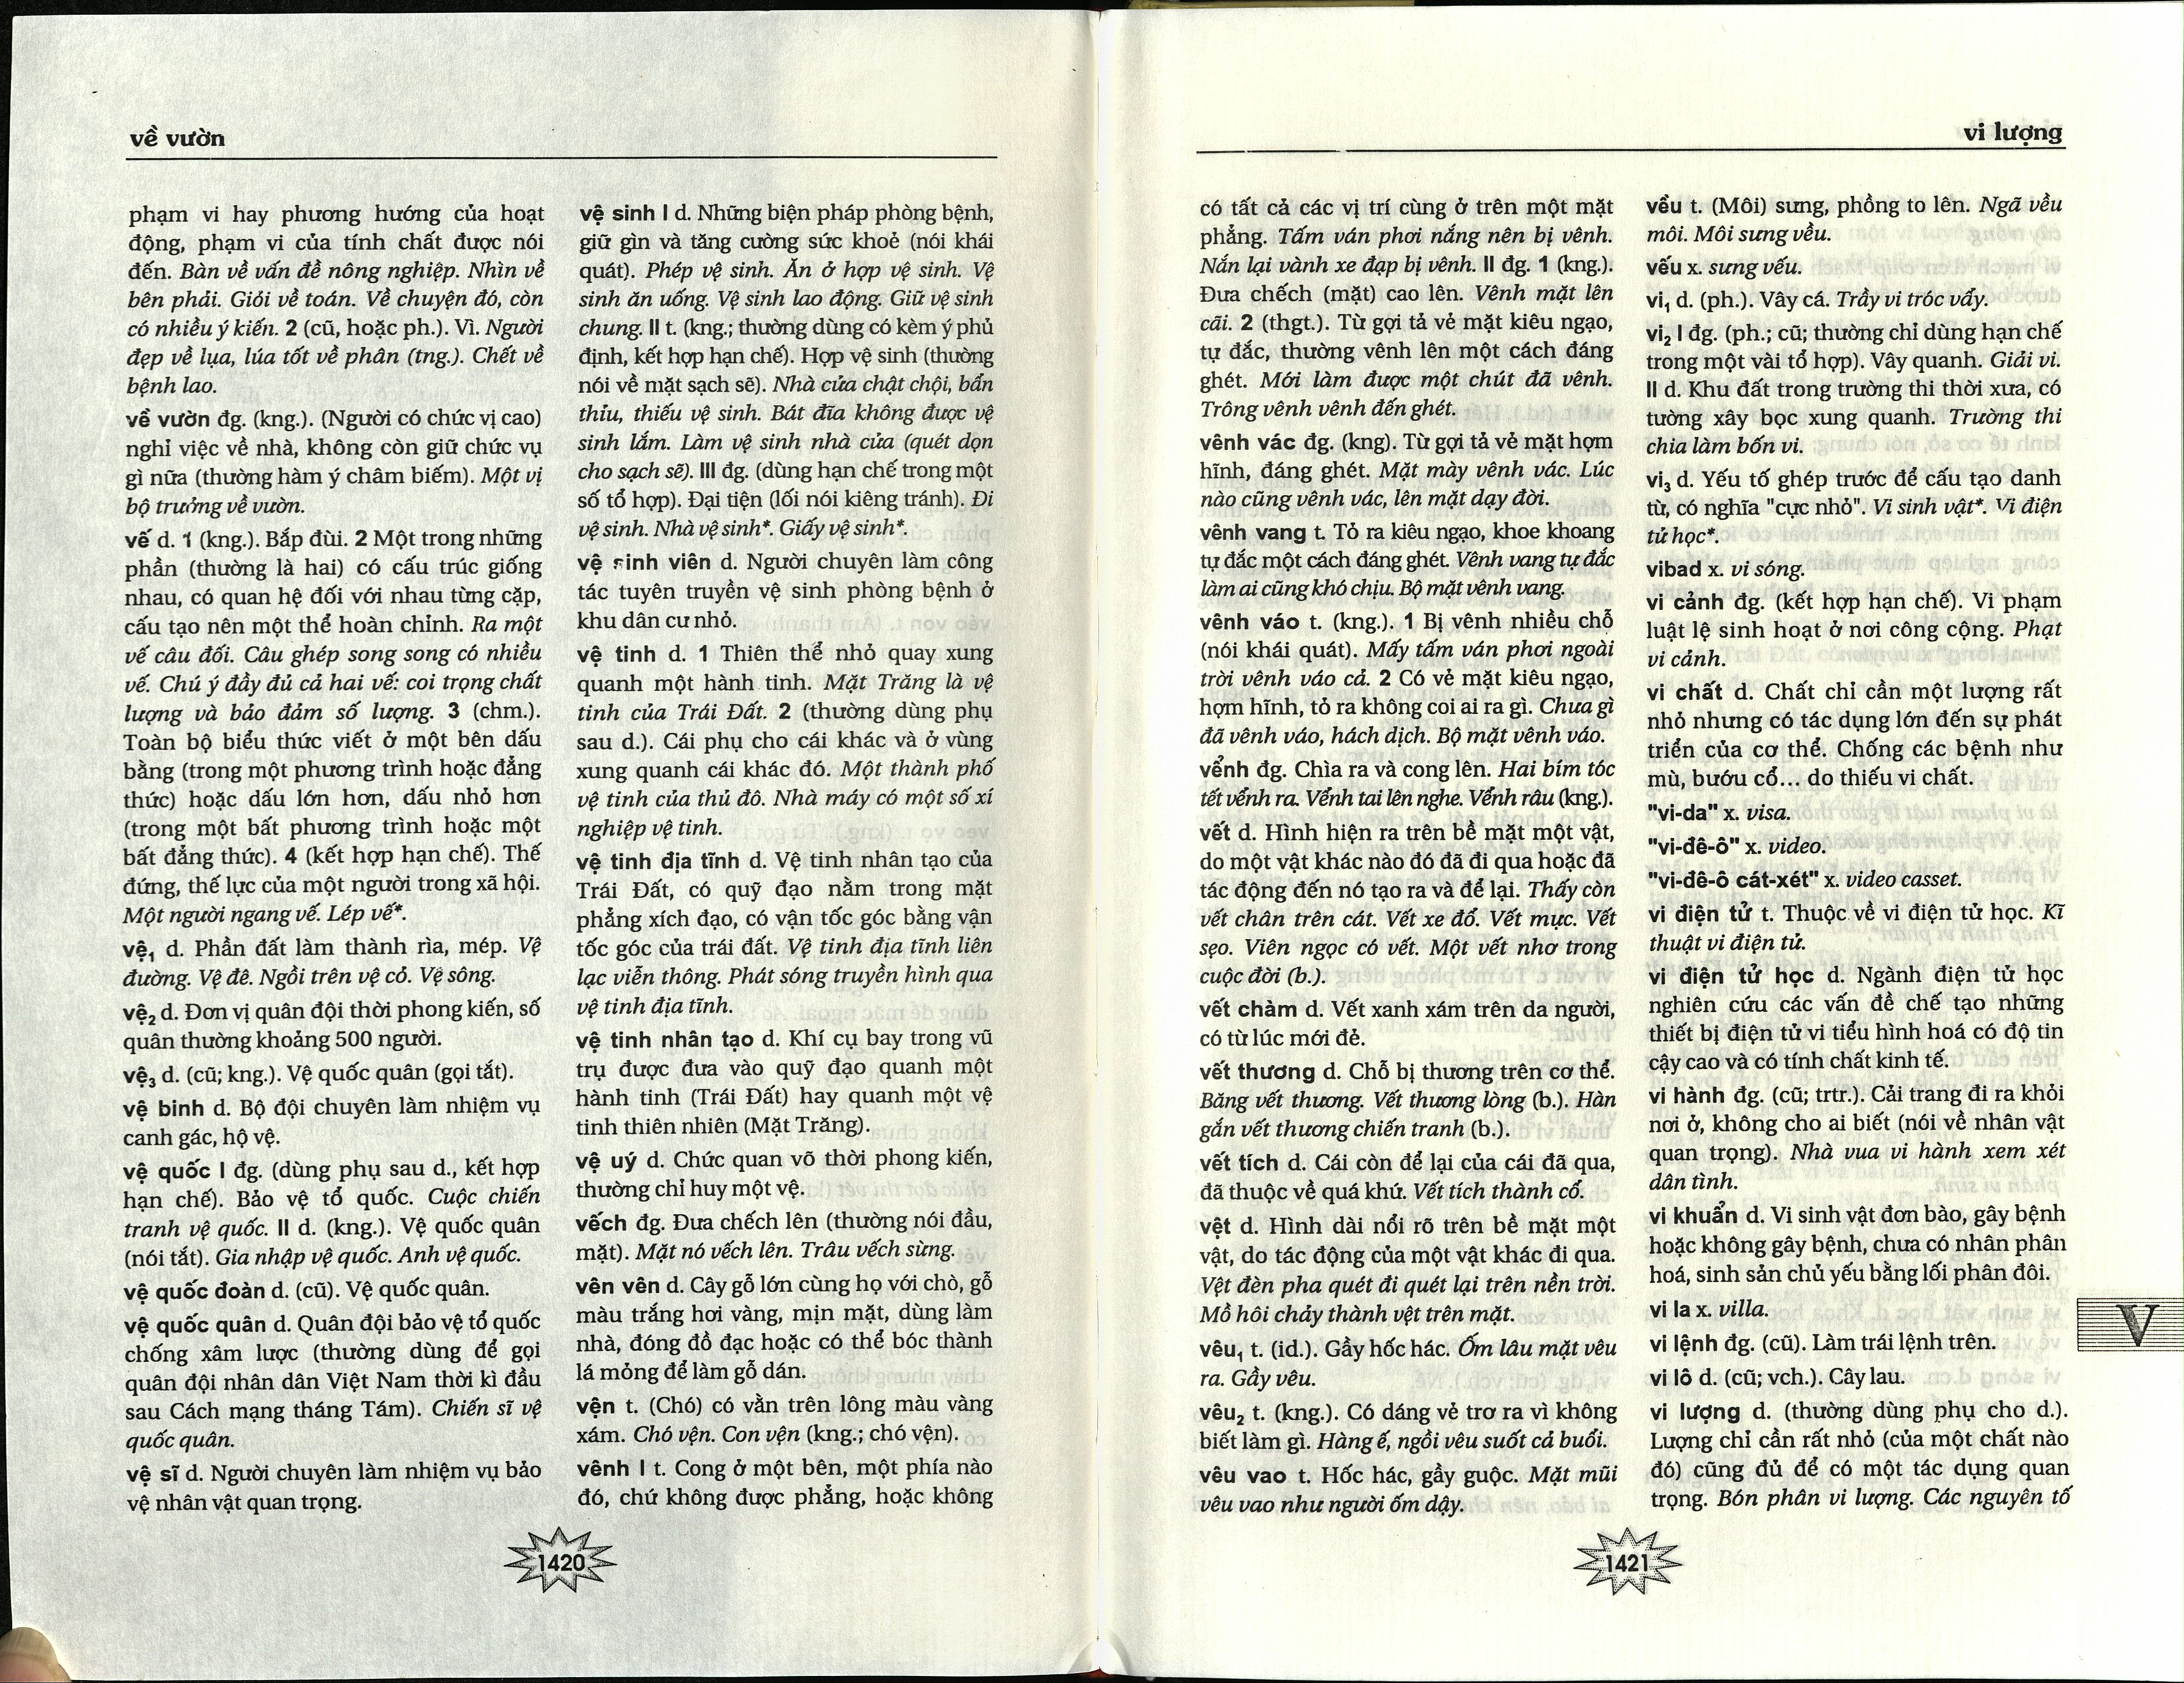 về vườn
phạm vi hay phương hướng của hoạt
động, phạm vi của tính chất được nói
đến. Bàn về vấn đề nông nghiệp. Nhìn về
bên phải. Giỏi về toán. Về chuyện đó, còn
có nhiều ý kiến. 2 (cũ, hoặc ph.). Vì. Người
đẹp về lụa, lúa tốt về phân (tng.). Chết về
bệnh lao.
về vườn đg. (kng.). (Người có chức vị cao)
nghỉ việc về nhà, không còn giữ chức vụ
gì nữa (thường hàm ý châm biếm). Một vị
bộ trưởng về vườn.
vế d. 1 (kng.). Bắp đùi. 2 Một trong những
phần (thường là hai) có cấu trúc giống
nhau, có quan hệ đối với nhau từng cặp,
cấu tạo nên một thể hoàn chỉnh. Ra một
vế câu đối. Câu ghép song song có nhiều
vế. Chú ý đầy đủ cả hai vế: coi trọng chất
lượng và bảo đảm số lượng. 3 (chm.).
Toàn bộ biểu thức viết ở một bên dấu
bằng (trong một phương trình hoặc đẳng
thức) hoặc dấu lớn hơn, dấu nhỏ hơn
(trong một bất phương trình hoặc một
bất đẳng thức). 4 (kết hợp hạn chế). Thế
đứng, thế lực của một người trong xã hội.
Một người ngang vế. Lép vế*.
vệ₁ d. Phần đất làm thành rìa, mép. Vệ
đường. Vệ đê. Ngồi trên vệ cỏ. Vệ sông.
vệ₂ d. Đơn vị quân đội thời phong kiến, số
quân thường khoảng 500 người.
vệ₃ d. (cũ; kng.). Vệ quốc quân (gọi tắt).
vệ binh d. Bộ đội chuyên làm nhiệm vụ
canh gác, hộ vệ.
vệ quốc I đg. (dùng phụ sau d., kết hợp
hạn chế). Bảo vệ tổ quốc. Cuộc chiến
tranh vệ quốc. II d. (kng.). Vệ quốc quân
(nói tắt). Gia nhập vệ quốc. Anh vệ quốc.
vệ quốc đoàn d. (cũ). Vệ quốc quân.
vệ quốc quân d. Quân đội bảo vệ tổ quốc
chống xâm lược (thường dùng để gọi
quân đội nhân dân Việt Nam thời kì đầu
sau Cách mạng tháng Tám). Chiến sĩ vệ
quốc quân.
vệ sĩ d. Người chuyên làm nhiệm vụ bảo
vệ nhân vật quan trọng.
vệ sinh I d. Những biện pháp phòng bệnh,
giữ gìn và tăng cường sức khoẻ (nói khái
quát). Phép vệ sinh. Ăn ở hợp vệ sinh. Vệ
sinh ăn uống. Vệ sinh lao động. Giữ vệ sinh
chung. II t. (kng.; thường dùng có kèm ý phủ
định, kết hợp hạn chế). Hợp vệ sinh (thường
nói về mặt sạch sẽ). Nhà cửa chật chội, bẩn
thỉu, thiếu vệ sinh. Bát đĩa không được vệ
sinh lắm. Làm vệ sinh nhà cửa (quét dọn
cho sạch sẽ). III đg. (dùng hạn chế trong một
số tổ hợp). Đại tiện (lối nói kiêng tránh). Đi
vệ sinh. Nhà vệ sinh*. Giấy vệ sinh*.
vệ sinh viên d. Người chuyên làm công
tác tuyên truyền vệ sinh phòng bệnh ở
khu dân cư nhỏ.
vệ tinh d. 1 Thiên thể nhỏ quay xung
quanh một hành tinh. Mặt Trăng là vệ
tinh của Trái Đất. 2 (thường dùng phụ
sau d.). Cái phụ cho cái khác và ở vùng
xung quanh cái khác đó. Một thành phố
vệ tinh của thủ đô. Nhà máy có một số xí
nghiệp vệ tinh.
vệ tinh địa tĩnh d. Vệ tinh nhân tạo của
Trái Đất, có quỹ đạo nằm trong mặt
phẳng xích đạo, có vận tốc góc bằng vận
tốc góc của trái đất. Vệ tinh địa tĩnh liên
lạc viễn thông. Phát sóng truyền hình qua
vệ tinh địa tĩnh.
vệ tinh nhân tạo d. Khí cụ bay trong vũ
trụ được đưa vào quỹ đạo quanh một
hành tinh (Trái Đất) hay quanh một vệ
tinh thiên nhiên (Mặt Trăng).
vệ uý d. Chức quan võ thời phong kiến,
thường chỉ huy một vệ.
vếch đg. Đưa chếch lên (thường nói đầu,
mặt). Mặt nó vếch lên. Trâu vếch sừng.
vên vên d. Cây gỗ lớn cùng họ với chò, gỗ
màu trắng hơi vàng, mịn mặt, dùng làm
nhà, đóng đồ đạc hoặc có thể bóc thành
lá mỏng để làm gỗ dán.
vện t. (Chó) có vằn trên lông màu vàng
xám. Chó vện. Con vện (kng.; chó vện).
vênh I t. Cong ở một bên, một phía nào
đó, chứ không được phẳng, hoặc không
1420
vi lượng
có tất cả các vị trí cùng ở trên một mặt
phẳng. Tấm ván phơi nắng nên bị vênh.
Nắn lại vành xe đạp bị vênh. II đg. 1 (kng.).
Đưa chếch (mặt) cao lên. Vênh mặt lên
cãi. 2 (thgt.). Từ gợi tả vẻ mặt kiêu ngạo,
tự đắc, thường vênh lên một cách đáng
ghét. Mới làm được một chút đã vênh.
Trông vênh vênh đến ghét.
vênh vác đg. (kng). Từ gợi tả vẻ mặt hợm
hĩnh, đáng ghét. Mặt mày vênh vác. Lúc
nào cũng vênh vác, lên mặt dạy đời.
vênh vang t. Tỏ ra kiêu ngạo, khoe khoang
tự đắc một cách đáng ghét. Vênh vang tự đắc
làm ai cũng khó chịu. Bộ mặt vênh vang.
vênh váo t. (kng.). 1 Bị vênh nhiều chỗ
(nói khái quát). Mấy tấm ván phơi ngoài
trời vênh váo cả. 2 Có vẻ mặt kiêu ngạo,
hợm hĩnh, tỏ ra không coi ai ra gì. Chưa gì
đã vênh váo, hách dịch. Bộ mặt vênh váo.
vểnh đg. Chìa ra và cong lên. Hai bím tóc
tết vểnh ra. Vểnh tai lên nghe. Vểnh râu (kng.).
vết d. Hình hiện ra trên bề mặt một vật,
do một vật khác nào đó đã đi qua hoặc đã
tác động đến nó tạo ra và để lại. Thấy còn
vết chân trên cát. Vết xe đổ. Vết mực. Vết
sẹo. Viên ngọc có vết. Một vết nhơ trong
cuộc đời (b.).
vết chàm d. Vết xanh xám trên da người,
có từ lúc mới đẻ.
vết thương d. Chỗ bị thương trên cơ thể.
Băng vết thương. Vết thương lòng (b.). Hàn
gắn vết thương chiến tranh (b.).
vết tích d. Cái còn để lại của cái đã qua,
đã thuộc về quá khứ. Vết tích thành cổ.
vệt d. Hình dài nổi rõ trên bề mặt một
vật, do tác động của một vật khác đi qua.
Vệt đèn pha quét đi quét lại trên nền trời.
Mồ hôi chảy thành vệt trên mặt.
vêu₁ t. (id.). Gầy hốc hác. Ốm lâu mặt vêu
ra. Gầy vêu.
vêu₂ t. (kng.). Có dáng vẻ trơ ra vì không
biết làm gì. Hàng ế, ngồi vêu suốt cả buổi.
vêu vao t. Hốc hác, gầy guộc. Mặt mũi
vêu vao như người ốm dậy.
vều t. (Môi) sưng, phồng to lên. Ngã vều
môi. Môi sưng vều.
vếu x. sưng vếu.
vi₁ d. (ph.). Vây cá. Trầy vi tróc vẩy.
vi₂ I đg. (ph.; cũ; thường chỉ dùng hạn chế
trong một vài tổ hợp). Vây quanh. Giải vi.
II d. Khu đất trong trường thi thời xưa, có
tường xây bọc xung quanh. Trường thi
chia làm bốn vi.
vi₃ d. Yếu tố ghép trước để cấu tạo danh
từ, có nghĩa "cực nhỏ". Vi sinh vật*. Vi điện
tử học*.
vibad x. vi sóng.
vi cảnh đg. (kết hợp hạn chế). Vi phạm
luật lệ sinh hoạt ở nơi công cộng. Phạt
vi cảnh.
vi chất d. Chất chỉ cần một lượng rất
nhỏ nhưng có tác dụng lớn đến sự phát
triển của cơ thể. Chống các bệnh như
mù, bướu cổ... do thiếu vi chất.
"vi-da" x. visa.
"vi-đê-ô" x. video.
"vi-đê-ô cát-xét" x. video casset.
vi điện tử t. Thuộc về vi điện tử học. Kĩ
thuật vi điện tử.
vi điện tử học d. Ngành điện tử học
nghiên cứu các vấn đề chế tạo những
thiết bị điện tử vi tiểu hình hoá có độ tin
cậy cao và có tính chất kinh tế.
vi hành đg. (cũ; trtr.). Cải trang đi ra khỏi
nơi ở, không cho ai biết (nói về nhân vật
quan trọng). Nhà vua vi hành xem xét
dân tình.
vi khuẩn d. Vi sinh vật đơn bào, gây bệnh
hoặc không gây bệnh, chưa có nhân phân
hoá, sinh sản chủ yếu bằng lối phân đôi.
vi la x. villa.
vi lệnh đg. (cũ). Làm trái lệnh trên.
vi lô d. (cũ; vch.). Cây lau.
vi lượng d. (thường dùng phụ cho d.).
Lượng chỉ cần rất nhỏ (của một chất nào
đó) cũng đủ để có một tác dụng quan
trọng. Bón phân vi lượng. Các nguyên tố
V
1421